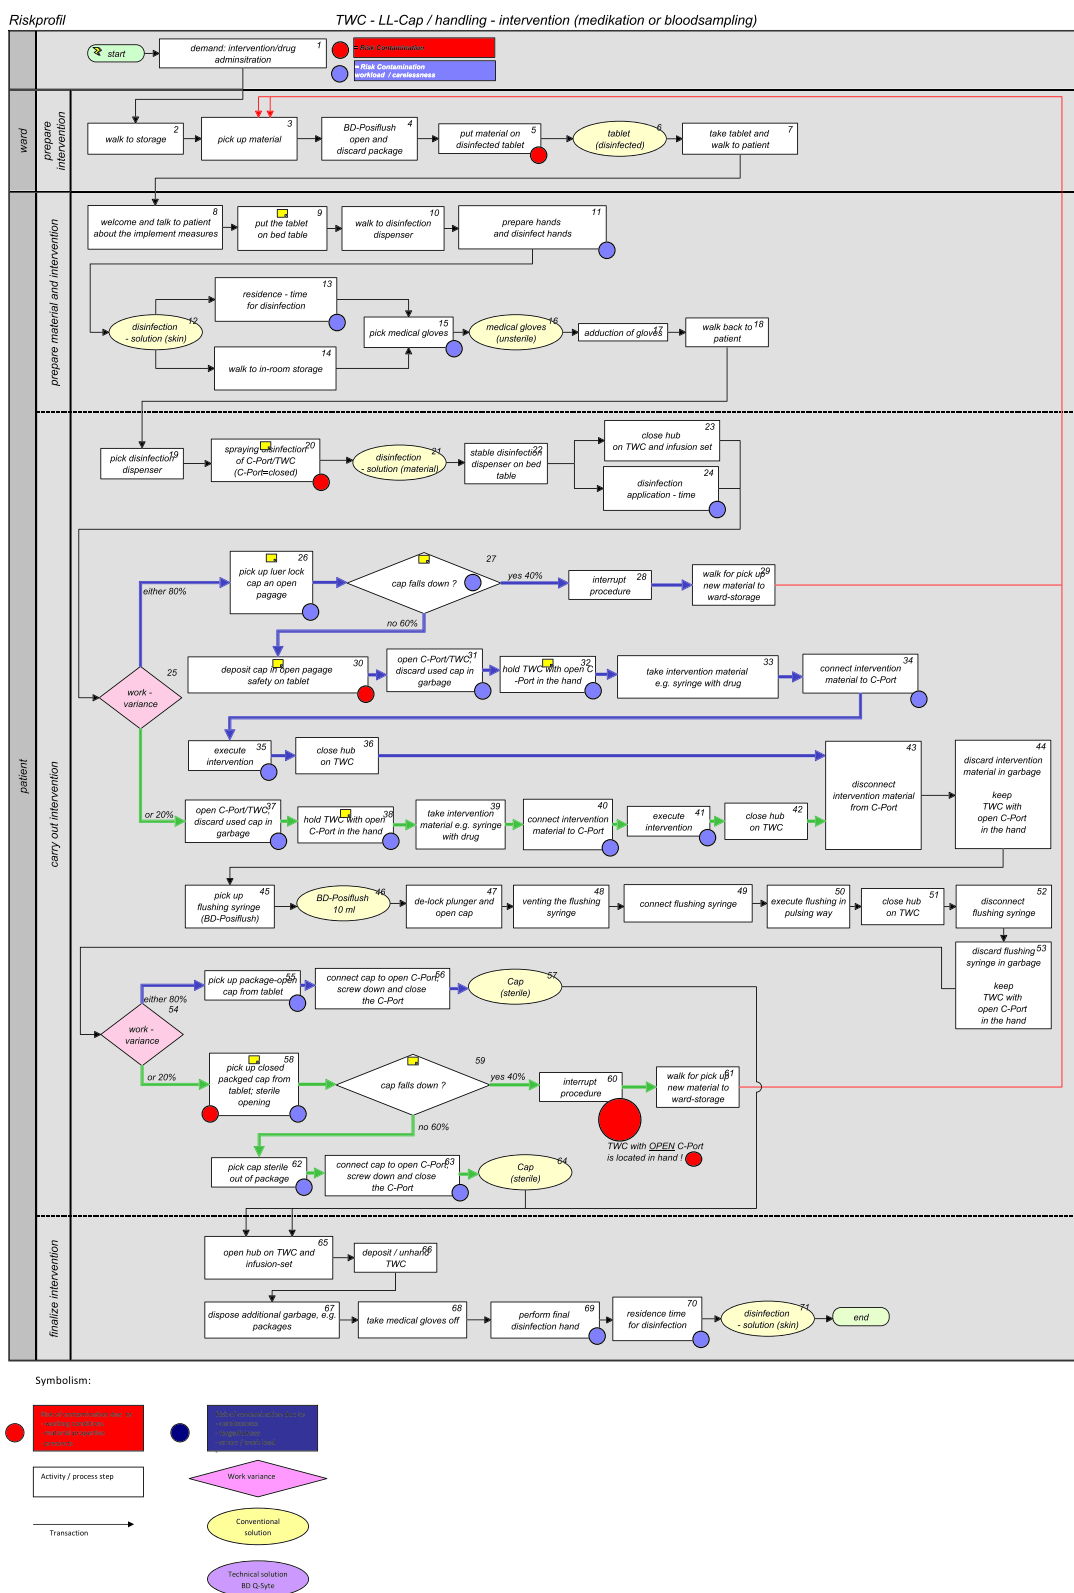 Riskprofil
TWC - LL-Cap / handling - intervention (medikation or bloodsampling)
start
demand: intervention/drug
adminsitration
1
= Risk Contamination
= Risk Contamination
workload / carelessness
ward
prepare
intervention
walk to storage
2
pick up material
3
BD-Posiflush
open and
discard package
4
put material on
disinfected tablet
5
tablet
(disinfected)
6
take tablet and
walk to patient
7
patient
prepare material and intervention
welcome and talk to patient
about the implement measures
8
put the tablet
on bed table
9
walk to disinfection
dispenser
10
prepare hands
and disinfect hands
11
disinfection
- solution (skin)
12
residence - time
for disinfection
13
walk to in-room storage
14
pick medical gloves
15
medical gloves
(unsterile)
16
adduction of gloves
17
walk back to
patient
18
carry out intervention
pick disinfection
dispenser
19
spraying disinfection
of C-Port/TWC
(C-Port=closed)
20
disinfection
- solution (material)
21
stable disinfection
dispenser on bed
table
22
close hub
on TWC and infusion set
23
disinfection
application - time
24
work -
variance
25
either 80%
pick up luer lock
cap an open
pagage
26
cap falls down ?
27
yes 40%
interrupt
procedure
28
walk for pick up
new material to
ward-storage
29
no 60%
deposit cap in open pagage
safety on tablet
30
open C-Port/TWC,
discard used cap in
garbage
31
hold TWC with open C
-Port in the hand
32
take intervention material
e.g. syringe with drug
33
connect intervention
material to C-Port
34
execute
intervention
35
close hub
on TWC
36
or 20%
open C-Port/TWC,
discard used cap in
garbage
37
hold TWC with open
C-Port in the hand
38
take intervention
material e.g. syringe
with drug
39
connect intervention
material to C-Port
40
execute
intervention
41
close hub
on TWC
42
disconnect
intervention material
from C-Port
43
discard intervention
material in garbage
keep
TWC with
open C-Port
in the hand
44
pick up
flushing syringe
(BD-Posiflush)
45
BD-Posiflush
10 ml
46
de-lock plunger and
open cap
47
venting the flushing
syringe
48
connect flushing syringe
49
execute flushing in
pulsing way
50
close hub
on TWC
51
disconnect
flushing syringe
52
discard flushing
syringe in garbage
keep
TWC with
open C-Port
in the hand
53
work -
variance
54
either 80%
pick up package-open
cap from tablet
55
connect cap to open C-Port,
screw down and close
the C-Port
56
Cap
(sterile)
57
or 20%
pick up closed
packged cap from
tablet; sterile
opening
58
cap falls down ?
59
yes 40%
interrupt
procedure
60
walk for pick up
new material to
ward-storage
61
TWC with OPEN C-Port
is located in hand !
no 60%
pick cap sterile
out of package
62
connect cap to open C-Port,
screw down and close
the C-Port
63
Cap
(sterile)
64
finalize intervention
open hub on TWC and
infusion-set
65
deposit / unhand
TWC
66
dispose additional garbage, e.g.
packages
67
take medical gloves off
68
perform final
disinfection hand
69
residence time
for disinfection
70
disinfection
- solution (skin)
71
end
Symbolism:
Activity / process step
Work variance
Transaction
Conventional
solution
Technical solution
BD Q-Syte